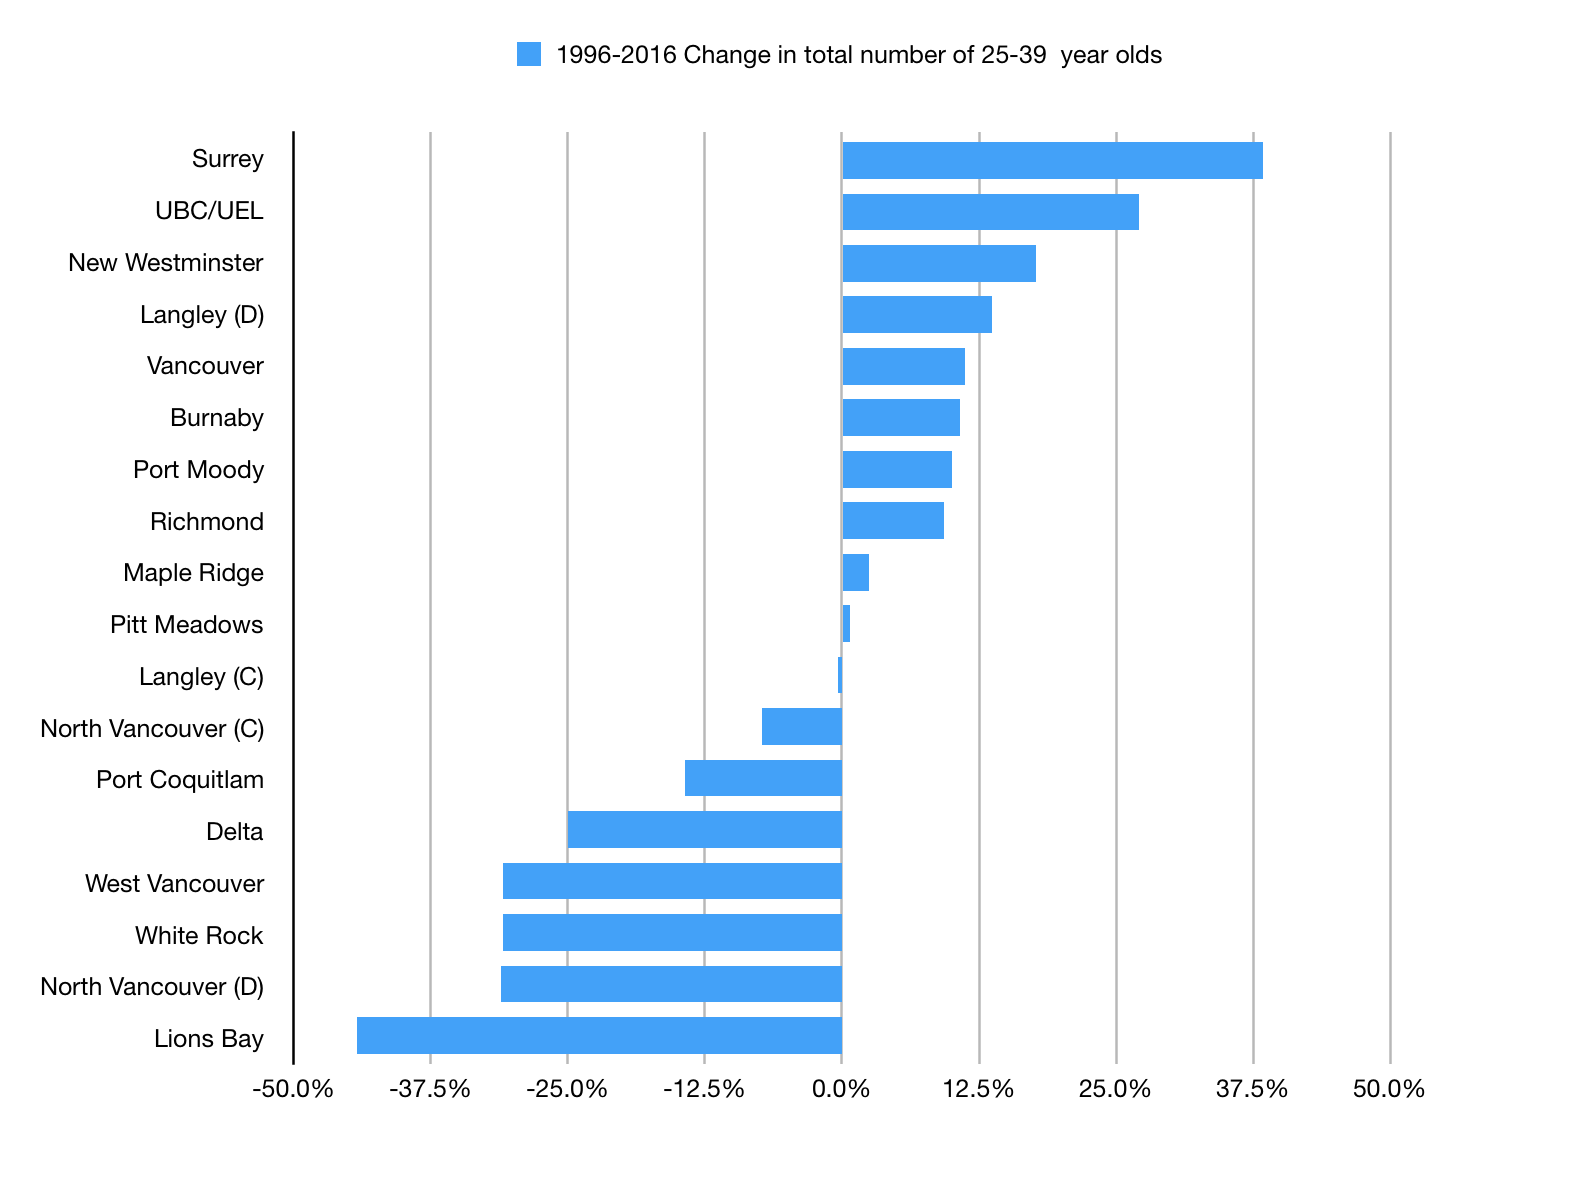 1996-2016 Change in total number of 25-39  year olds
Surrey
UBC/UEL
New Westminster
Langley (D)
Vancouver
Burnaby
Port Moody
Richmond
Maple Ridge
Pitt Meadows
Langley (C)
North Vancouver (C)
Port Coquitlam
Delta
West Vancouver
White Rock
North Vancouver (D)
Lions Bay
-50.0% -37.5% -25.0% -12.5% 0.0% 12.5% 25.0% 37.5% 50.0%